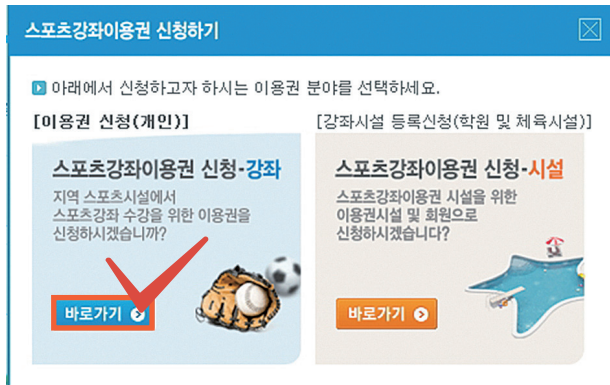 스포츠강좌이용권 신청하기
아래에서 신청하고자 하시는 이용권 분야를 선택하세요.
[이용권 신청(개인)]
스포츠강좌이용권 신청-강좌
지역 스포츠시설에서
스포츠강좌 수강을 위한 이용권을
신청하시겠습니까?
바로가기
[강좌시설 등록신청(학원 및 체육시설)]
스포츠강좌이용권 신청-시설
스포츠강좌이용권 시설을 위한
이용권시설 및 회원으로
신청하시겠습니다?
바로가기